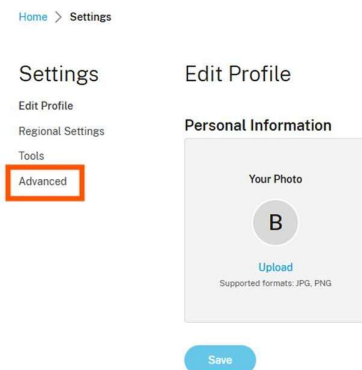 Home > Settings
Settings
Edit Profile
Regional Settings
Tools
Advanced
Edit Profile
Personal Information
Your Photo
B
Upload
Supported formats: JPG, PNG
Save